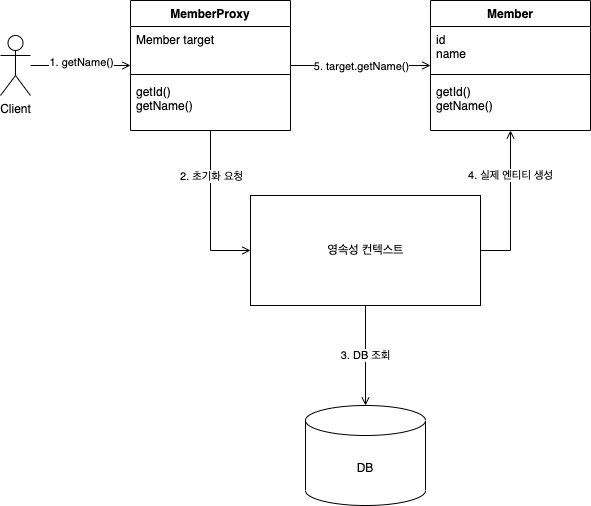 MemberProxy
Member target
getId()
getName()
Member
id
name
getId()
getName()
1. getName()
5. target.getName()
Client
2. 초기화 요청
4. 실제 엔티티 생성
영속성 컨텍스트
3. DB 조회
DB